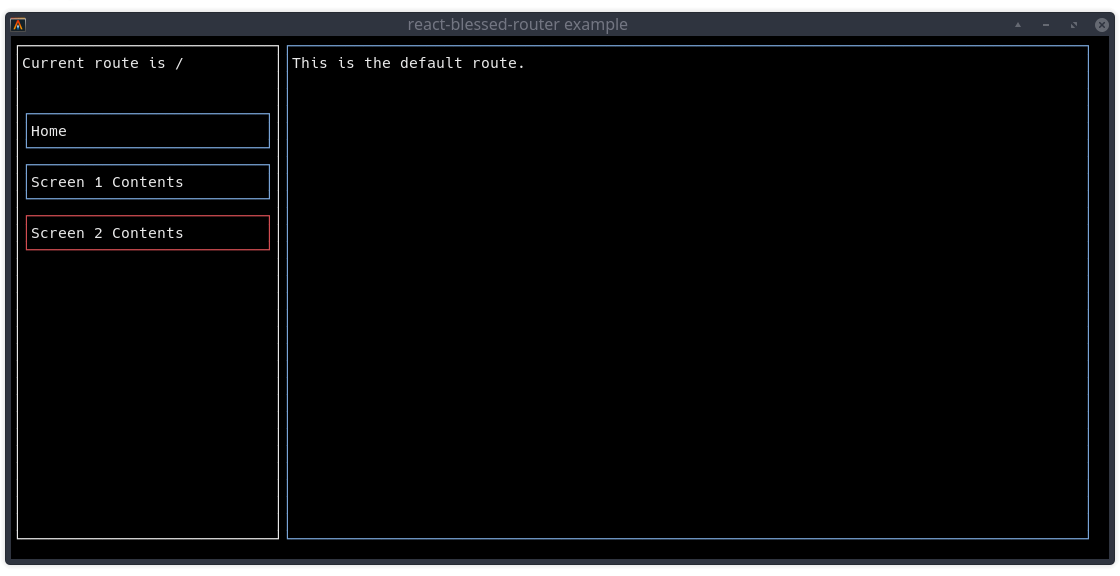 react-blessed-router example
Current route is /
Home
Screen 1 Contents
Screen 2 Contents
This is the default route.